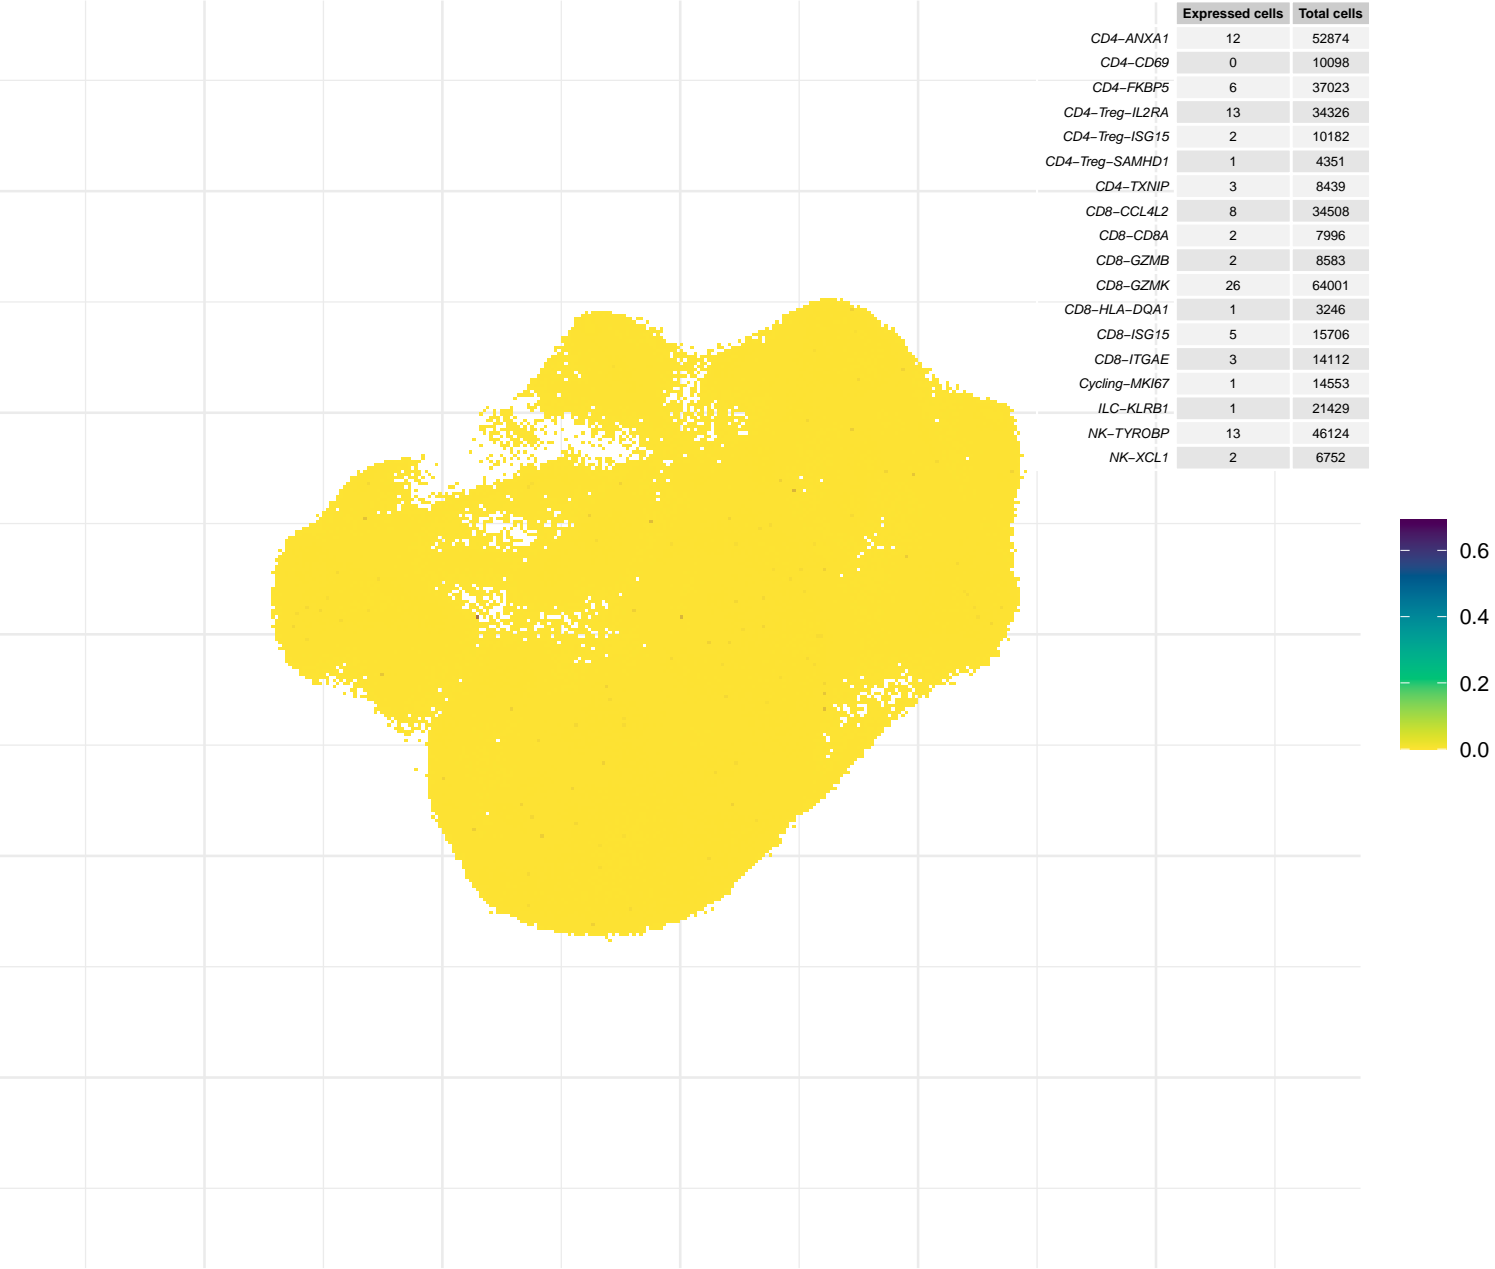 Expressed cells Total cells
CD4−ANXA1 12 52874
CD4−CD69 0 10098
CD4−FKBP5 6 37023
CD4−Treg−IL2RA 13 34326
CD4−Treg−ISG15 2 10182
CD4−Treg−SAMHD1 1 4351
CD4−TXNIP 3 8439
CD8−CCL4L2 8 34508
CD8−CD8A 2 7996
CD8−GZMB 2 8583
CD8−GZMK 26 64001
CD8−HLA−DQA1 1 3246
CD8−ISG15 5 15706
CD8−ITGAE 3 14112
Cycling−MKI67 1 14553
ILC−KLRB1 1 21429
NK−TYROBP 13 46124
NK−XCL1 2 6752
0.6
0.4
0.2
0.0